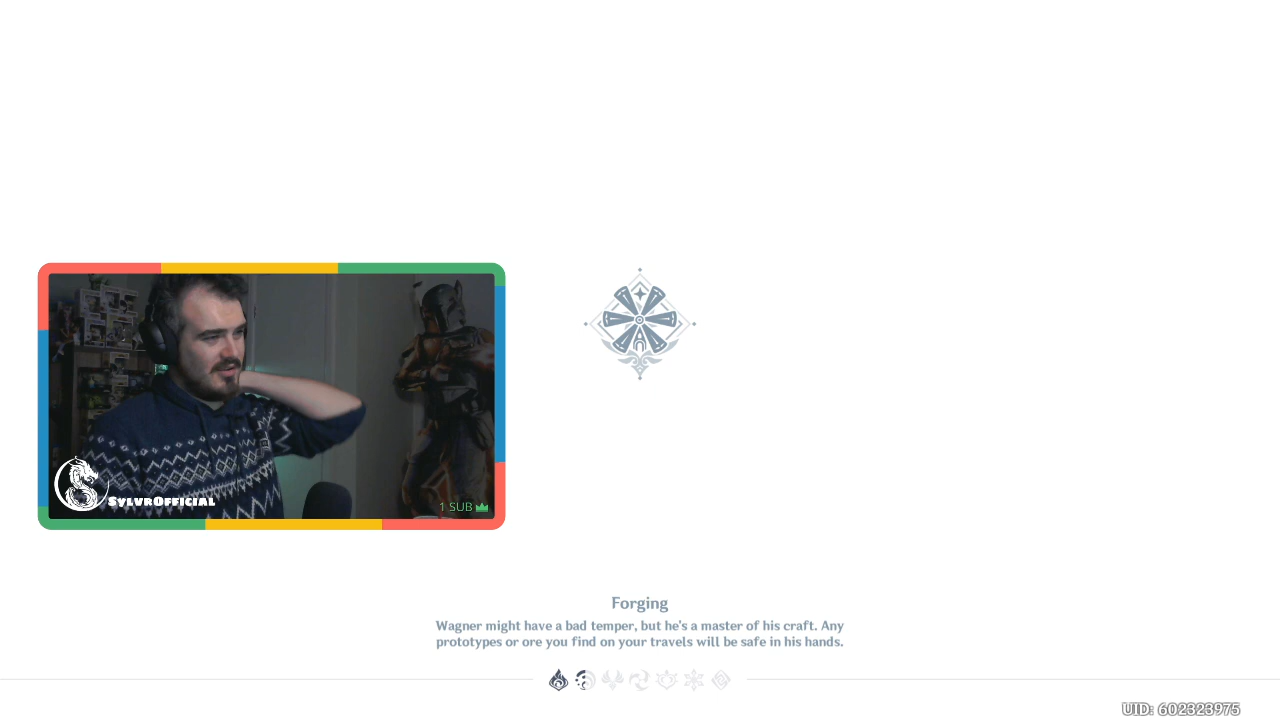 SylvrOfficial
1 SUB
Forging
Wagner might have a bad temper, but he's a master of his craft. Any
prototypes or ore you find on your travels will be safe in his hands.
UID: 602323975